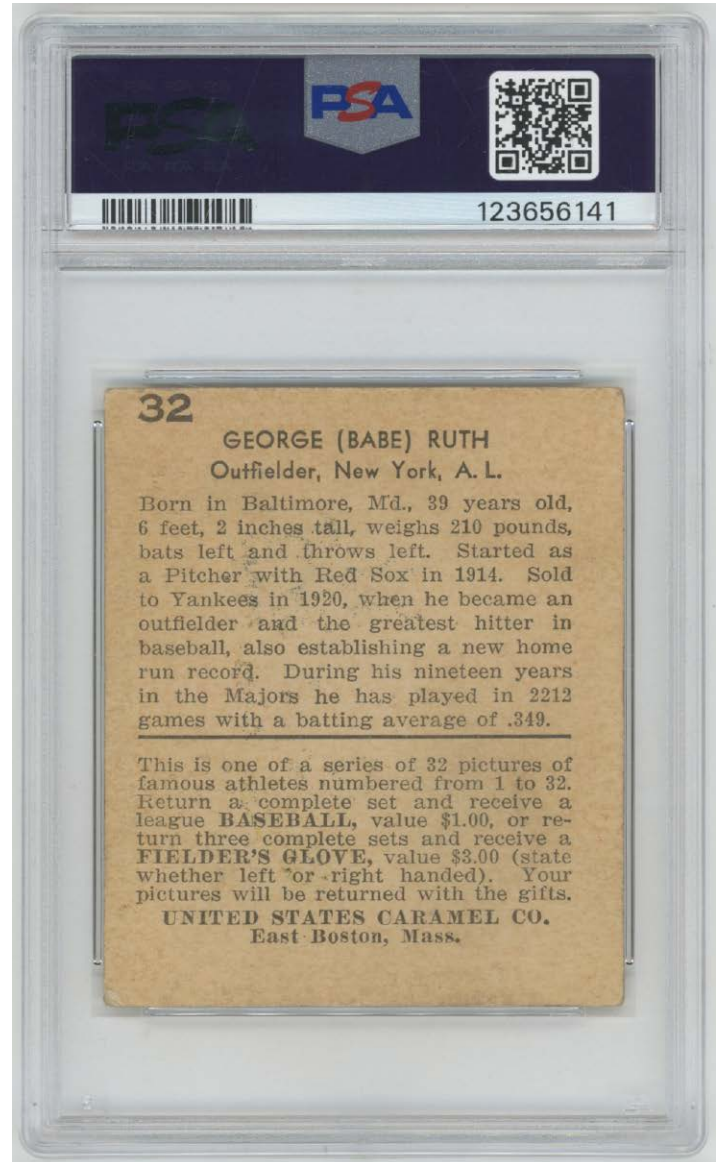 PSA
PSA
123656141
32
GEORGE (BABE) RUTH
Outfielder, New York, A. L.
Born in Baltimore, Md., 39 years old,
6 feet, 2 inches tall, weighs 210 pounds,
bats left and throws left. Started as
a Pitcher with Red Sox in 1914. Sold
to Yankees in 1920, when he became an
outfielder and the greatest hitter in
baseball, also establishing a new home
run record. During his nineteen years
in the Majors he has played in 2212
games with a batting average of .349.
This is one of a series of 32 pictures of
famous athletes numbered from 1 to 32.
Return a complete set and receive a
league BASEBALL, value $1.00, or re-
turn three complete sets and receive a
FIELDER'S GLOVE, value $3.00 (state
whether left or right handed). Your
pictures will be returned with the gifts.
UNITED STATES CARAMEL CO.
East Boston, Mass.